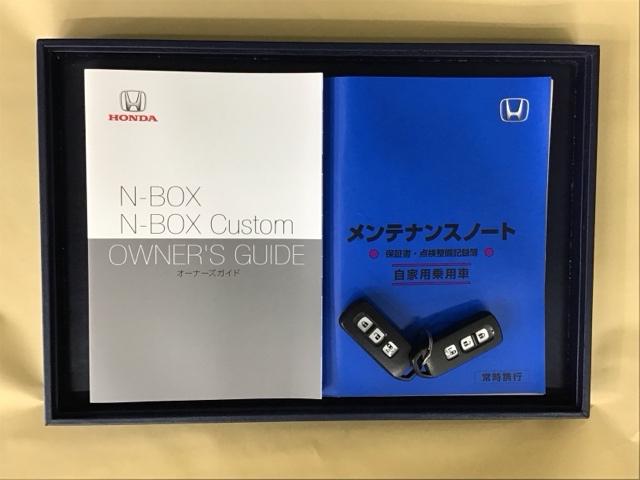 HONDA
N-BOX
N-BOX Custom
OWNER'S GUIDE
オーナーズガイド
メンテナンスノート
保証書・点検整備記録簿
自家用乗用車
常時携行